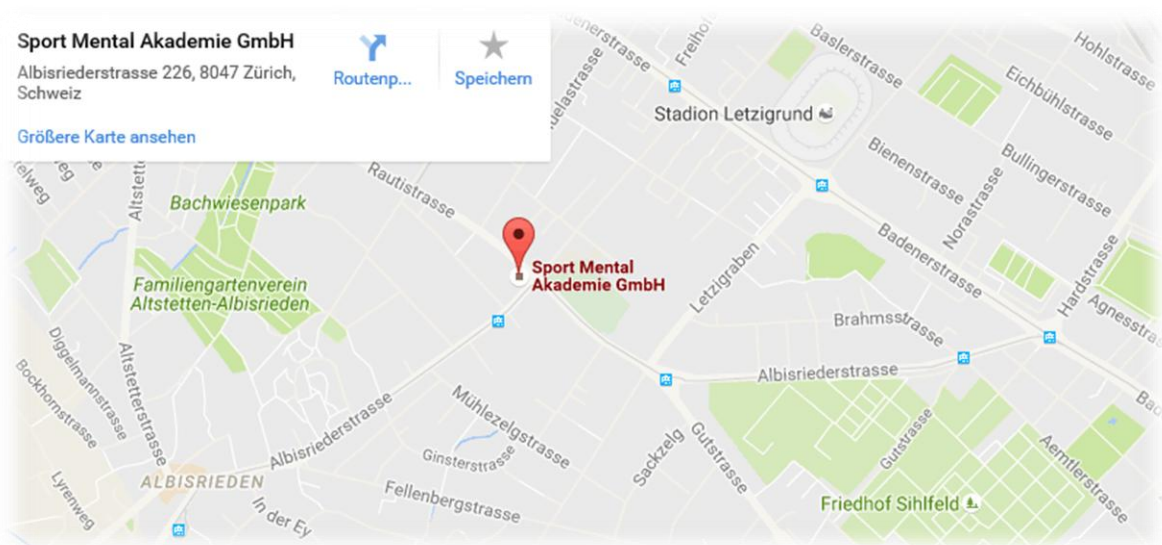 Sport Mental Akademie GmbH
Albisriederstrasse 226, 8047 Zürich,
Schweiz
Routenp...
Speichern
Größere Karte ansehen
Hohlstrasse
Baslerstrasse
Eichbühlstrasse
Stadion Letzigrund
Bienenstrasse
Bullingerstrasse
Norastrasse
Rautistrasse
Bachwiesenpark
Badenerstrasse
Hardstrasse
Letzigraben
Sport Mental
Akademie GmbH
Familiengartenverein
Altstetten-Albisrieden
Brahmsstrasse
Diggelmannstrasse
Altstetterstrasse
Bockhornstrasse
Albisriederstrasse
Albisriederstrasse
Mühlezelgstrasse
Ginsterstrasse
Sackzelg
Gutstrasse
Gutstrasse
Aemtlerstrasse
ALBISRIEDEN
Lyrenweg
In der Ey
Fellenbergstrasse
Friedhof Sihlfeld